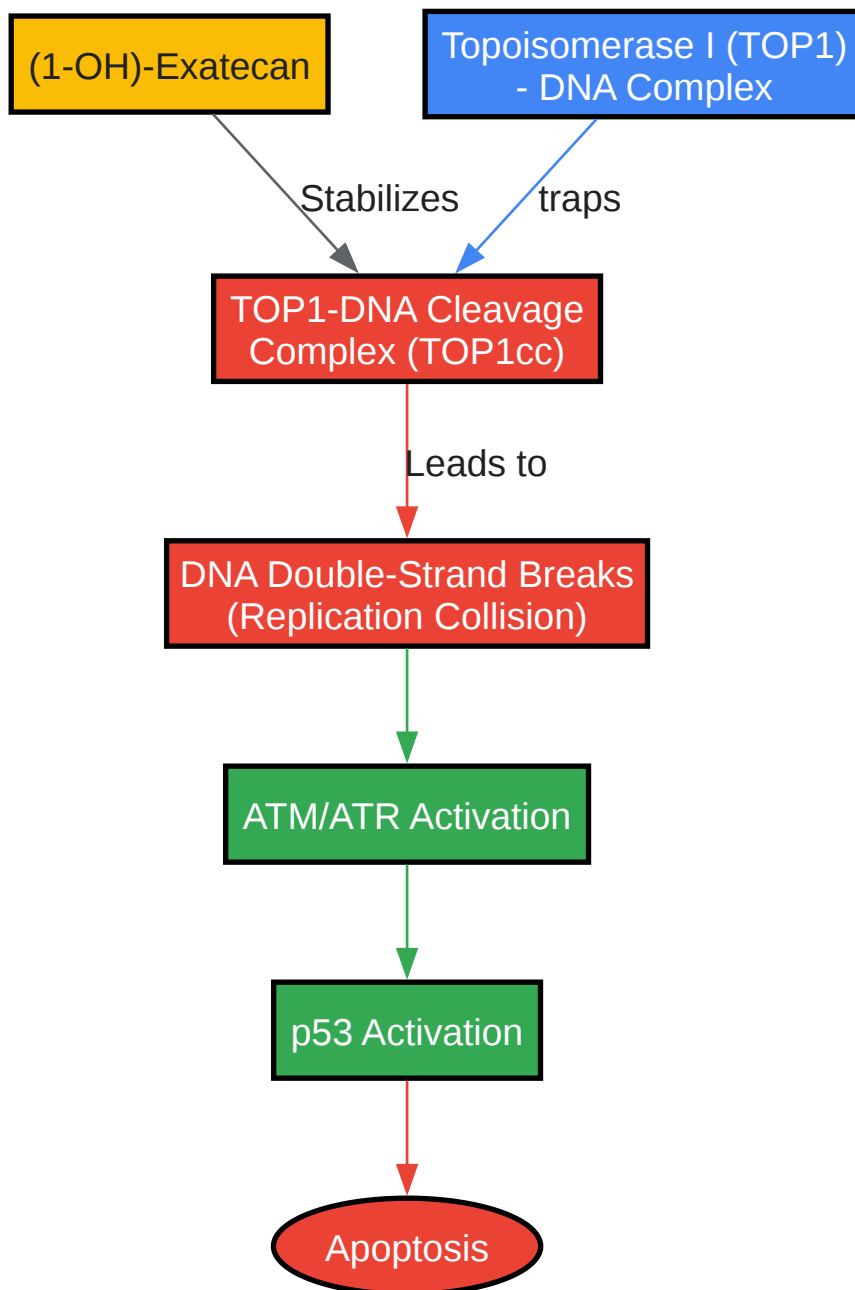 (1-OH)-Exatecan
Topoisomerase I (TOP1)
- DNA Complex
Stabilizes
traps
TOP1-DNA Cleavage
Complex (TOP1cc)
Leads to
DNA Double-Strand Breaks
(Replication Collision)
ATM/ATR Activation
p53 Activation
Apoptosis